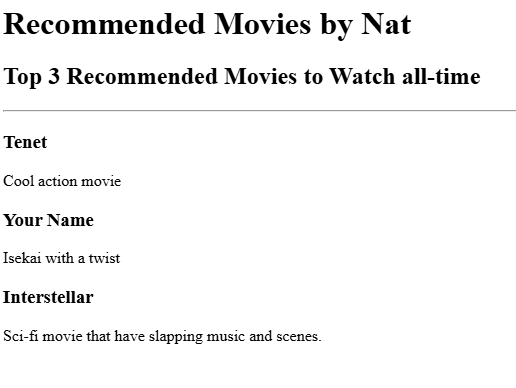 Recommended Movies by Nat
Top 3 Recommended Movies to Watch all-time
Tenet
Cool action movie
Your Name
Isekai with a twist
Interstellar
Sci-fi movie that have slapping music and scenes.